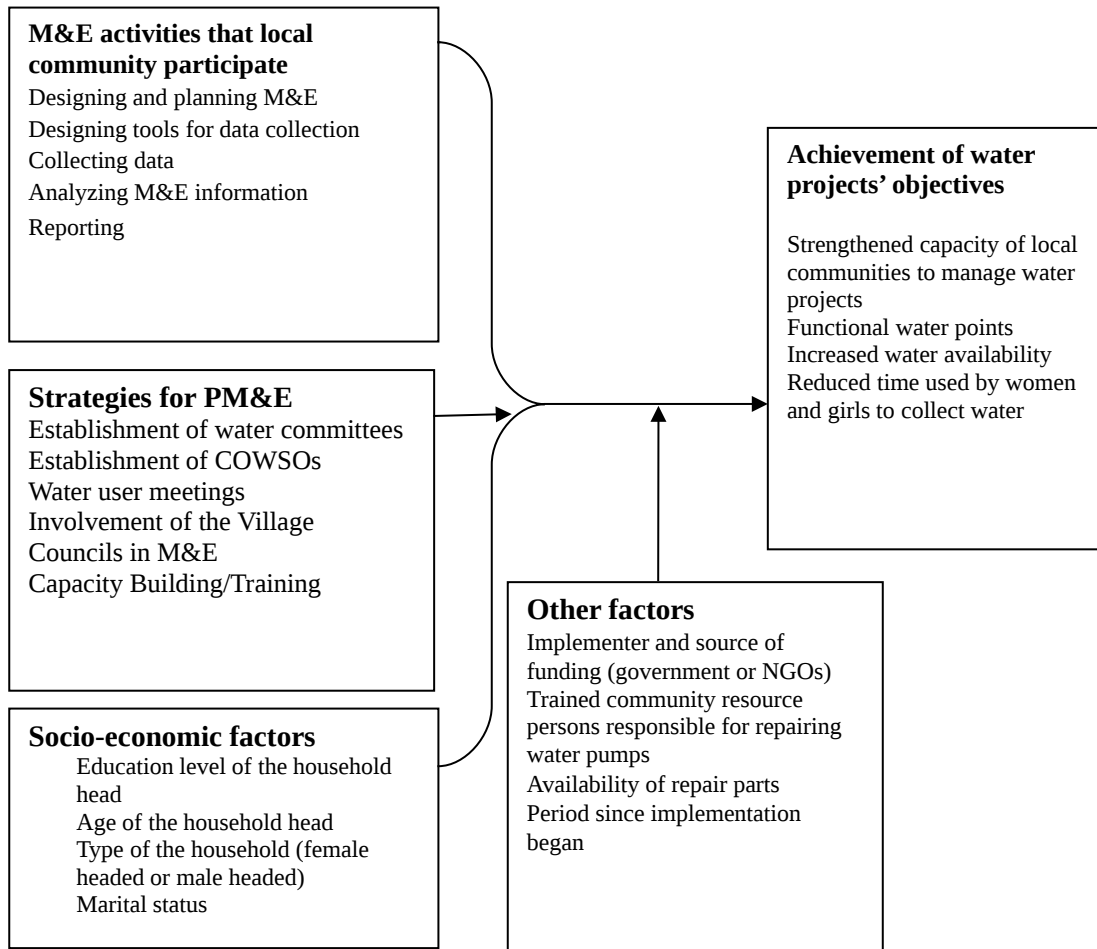 M&E activities that local
community participate
Designing and planning M&E
Designing tools for data collection
Collecting data
Analyzing M&E information
Reporting
Strategies for PM&E
Establishment of water committees
Establishment of COWSOs
Water user meetings
Involvement of the Village
Councils in M&E
Capacity Building/Training
Socio-economic factors
Education level of the household
head
Age of the household head
Type of the household (female
headed or male headed)
Marital status
Other factors
Implementer and source of
funding (government or NGOs)
Trained community resource
persons responsible for repairing
water pumps
Availability of repair parts
Period since implementation
began
Achievement of water
projects’ objectives
Strengthened capacity of local
communities to manage water
projects
Functional water points
Increased water availability
Reduced time used by women
and girls to collect water